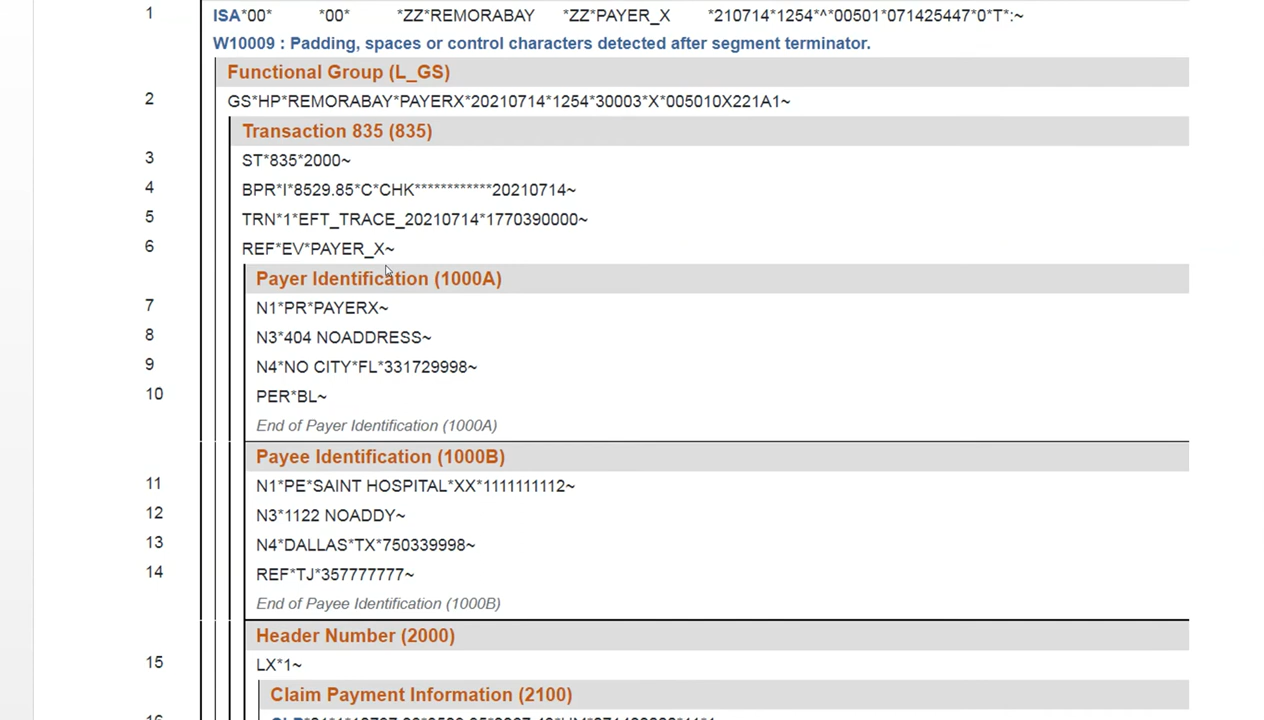 1 ISA*00* *00* *ZZ*REMORABAY *ZZ*PAYER_X *210714*1254*^*00501*071425447*0*T*:~
W10009 : Padding, spaces or control characters detected after segment terminator.
Functional Group (L_GS)
2 GS*HP*REMORABAY*PAYERX*20210714*1254*30003*X*005010X221A1~
Transaction 835 (835)
3 ST*835*2000~
4 BPR*I*8529.85*C*CHK************20210714~
5 TRN*1*EFT_TRACE_20210714*1770390000~
6 REF*EV*PAYER_X~
Payer Identification (1000A)
7 N1*PR*PAYERX~
8 N3*404 NOADDRESS~
9 N4*NO CITY*FL*331729998~
10 PER*BL~
End of Payer Identification (1000A)
Payee Identification (1000B)
11 N1*PE*SAINT HOSPITAL*XX*1111111112~
12 N3*1122 NOADDY~
13 N4*DALLAS*TX*750339998~
14 REF*TJ*357777777~
End of Payee Identification (1000B)
Header Number (2000)
15 LX*1~
Claim Payment Information (2100)